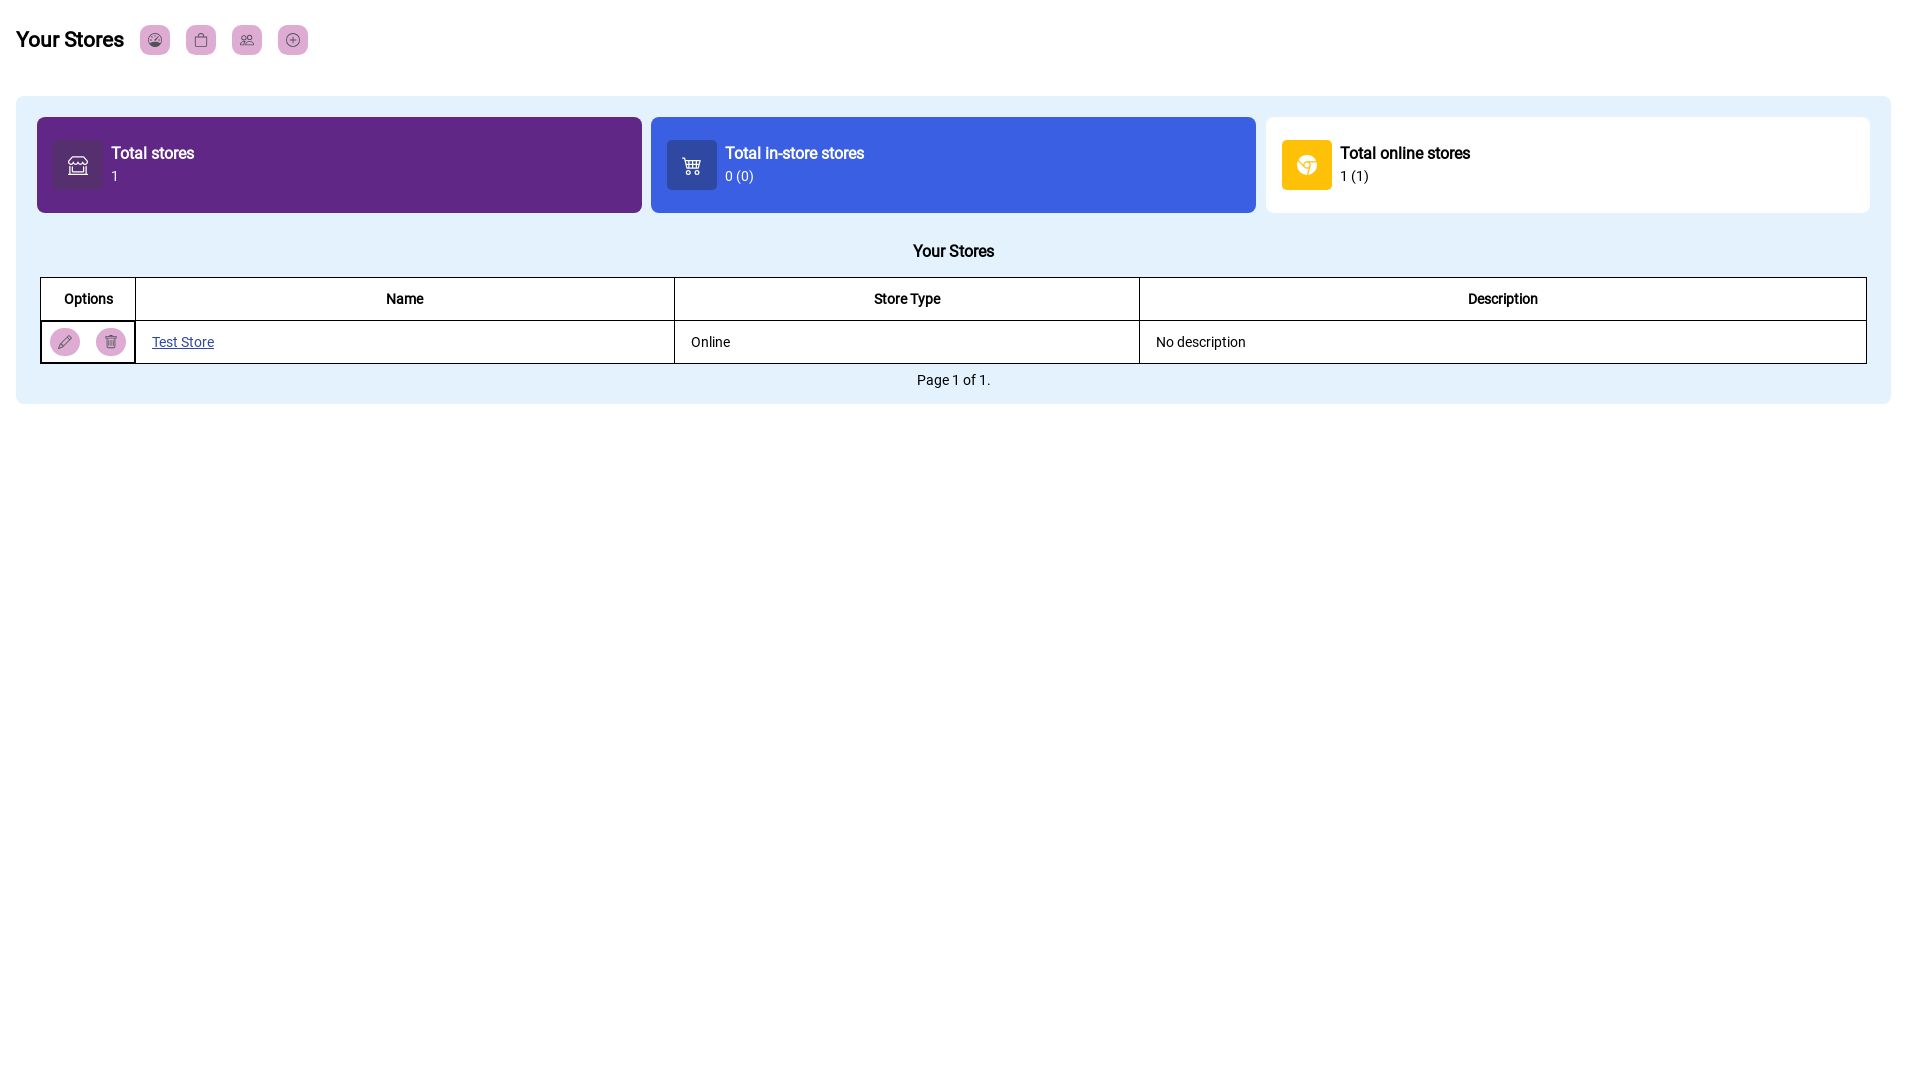 Your Stores
Total stores
1
Total in-store stores
0 (0)
Total online stores
1 (1)
Your Stores
Options Name Store Type Description
Test Store Online No description
Page 1 of 1.